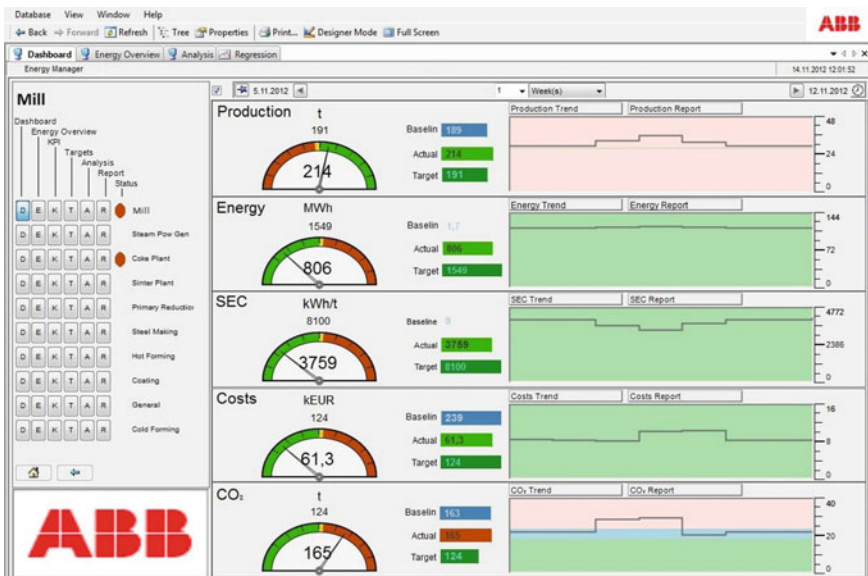 Database View Window Help
Back Forward Refresh Tree Properties Print... Designer Mode Full Screen
ABB
Dashboard Energy Overview Analysis Regression
Energy Manager 14.11.2012 12:01:52
5.11.2012 1 Week(s) 12.11.2012
Mill
Dashboard
Energy Overview
KPI
Targets
Analysis
Report
Status
D E K T A R Mill
D E K T A R Steam Pow Gen
D E K T A R Coke Plant
D E K T A R Sinter Plant
D E K T A R Primary Reductio
D E K T A R Steel Making
D E K T A R Hot Forming
D E K T A R Coating
D E K T A R General
D E K T A R Cold Forming
ABB
Production t
191
214
Baselin 189
Actual 214
Target 191
Production Trend Production Report
48
24
0
Energy MWh
1549
806
Baselin 1,7
Actual 806
Target 1549
Energy Trend Energy Report
144
72
0
SEC kWh/t
8100
3759
Baseline 0
Actual 3759
Target 8100
SEC Trend SEC Report
4772
2386
0
Costs kEUR
124
61,3
Baselin 239
Actual 61,3
Target 124
Costs Trend Costs Report
16
8
0
CO₂ t
124
165
Baselin 163
Actual 165
Target 124
CO₂ Trend CO₂ Report
40
20
0